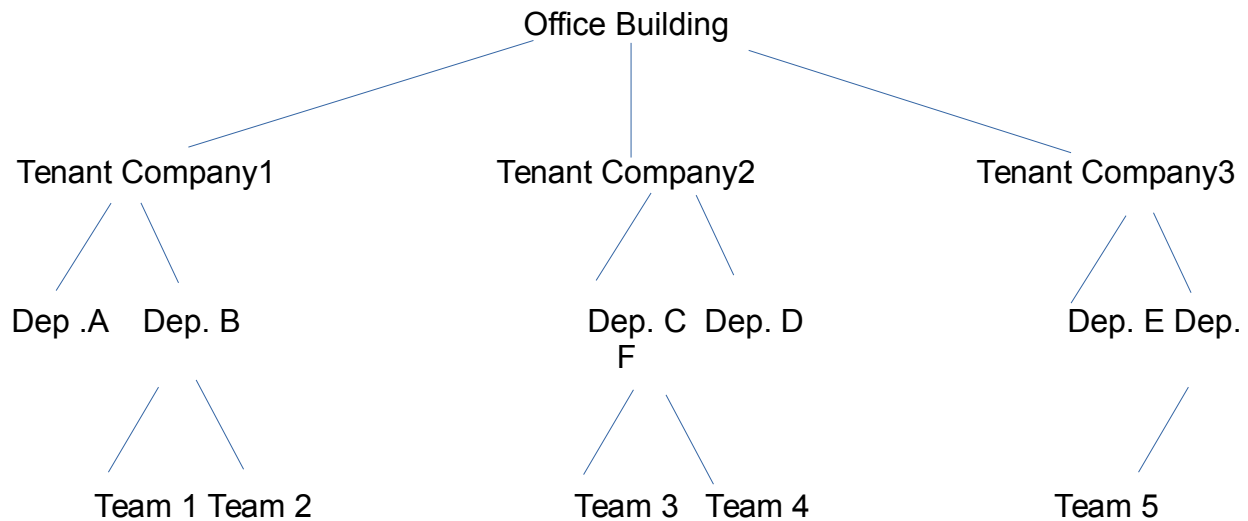 Office Building
Tenant Company1 Tenant Company2 Tenant Company3
Dep .A Dep. B Dep. C Dep. D Dep. E Dep.
F
Team 1 Team 2 Team 3 Team 4 Team 5